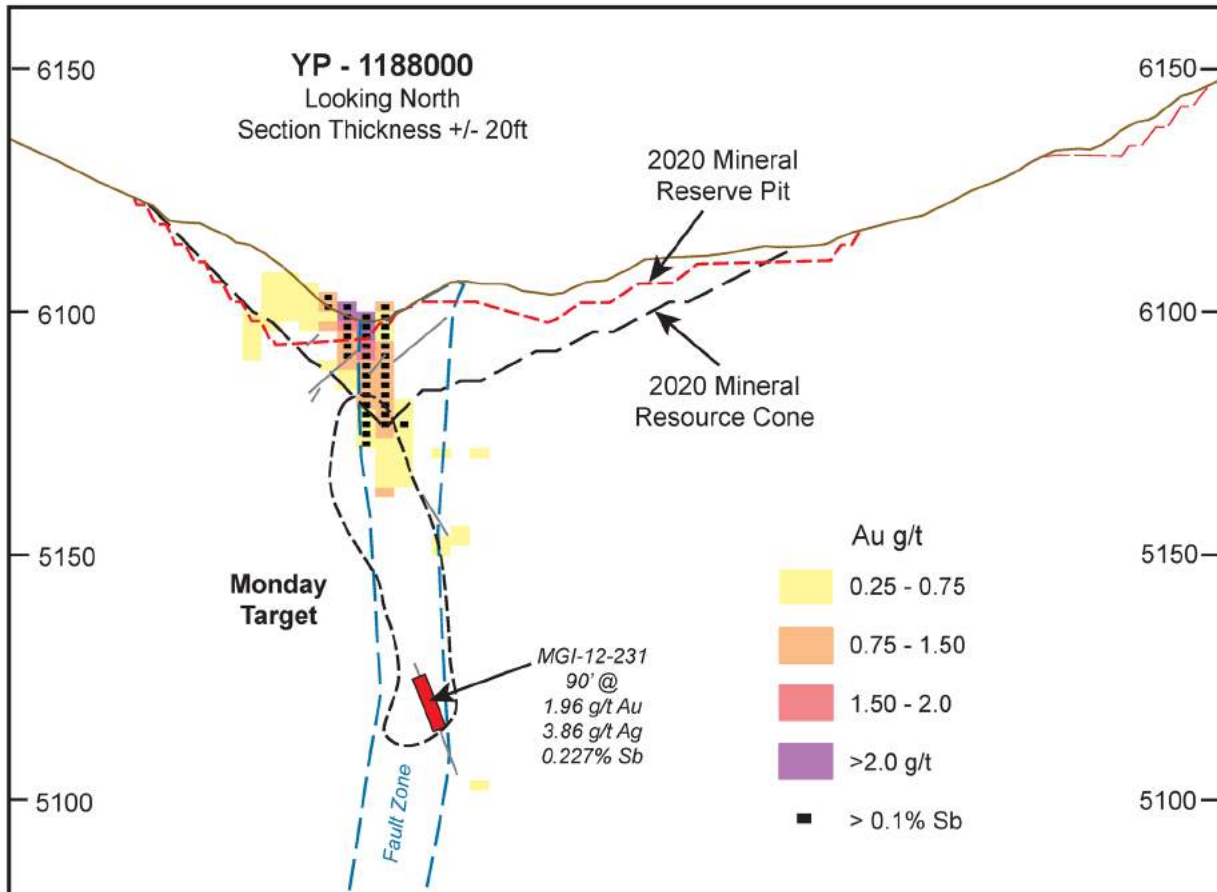 YP - 1188000
Looking North
Section Thickness +/- 20ft
6150
6150
2020 Mineral
Reserve Pit
6100
6100
2020 Mineral
Resource Cone
5150
5150
Monday
Target
MGI-12-231
90' @
1.96 g/t Au
3.86 g/t Ag
0.227% Sb
Au g/t
0.25 - 0.75
0.75 - 1.50
1.50 - 2.0
>2.0 g/t
> 0.1% Sb
5100
5100
Fault Zone